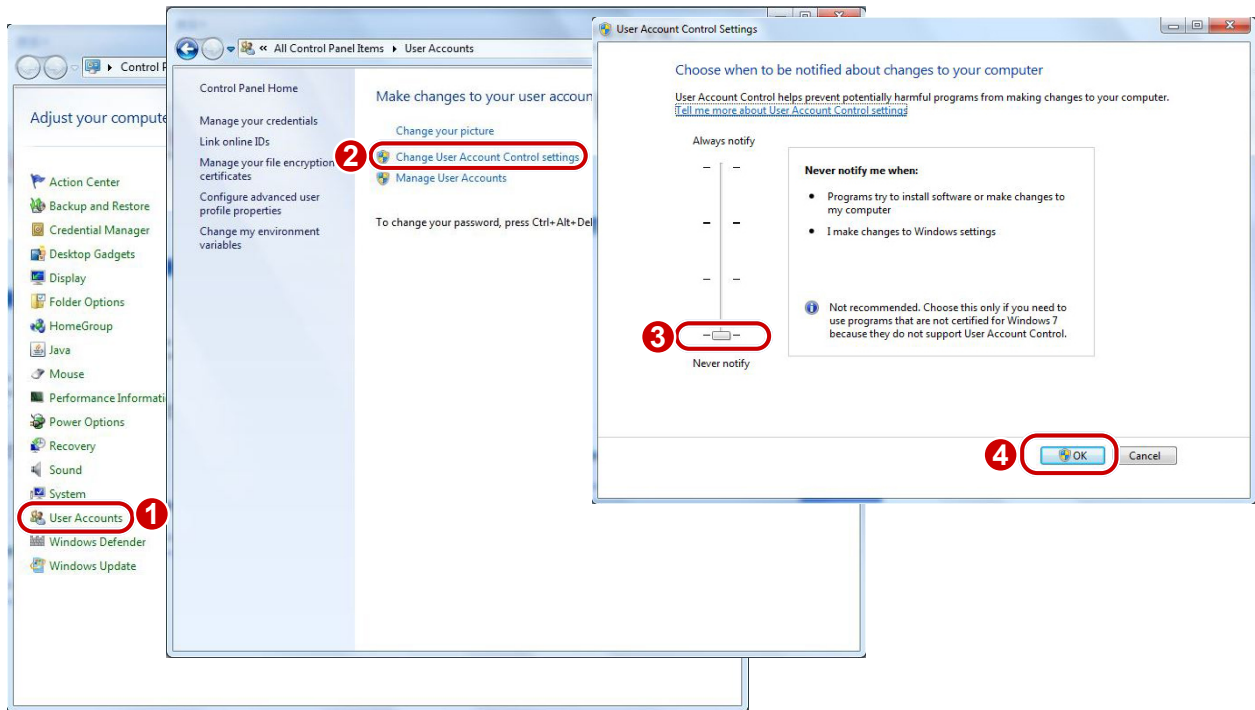 Control P
Adjust your compute
Action Center
Backup and Restore
Credential Manager
Desktop Gadgets
Display
Folder Options
HomeGroup
Java
Mouse
Performance Informati
Power Options
Recovery
Sound
System
User Accounts
1
Windows Defender
Windows Update
« All Control Panel Items ▸ User Accounts
Control Panel Home
Manage your credentials
Link online IDs
Manage your file encryption
certificates
Configure advanced user
profile properties
Change my environment
variables
Make changes to your user accoun
Change your picture
2
Change User Account Control settings
Manage User Accounts
To change your password, press Ctrl+Alt+Del
User Account Control Settings
Choose when to be notified about changes to your computer
User Account Control helps prevent potentially harmful programs from making changes to your computer.
Tell me more about User Account Control settings
Always notify
Never notify me when:
• Programs try to install software or make changes to
my computer
• I make changes to Windows settings
Not recommended. Choose this only if you need to
use programs that are not certified for Windows 7
because they do not support User Account Control.
3
Never notify
4
OK
Cancel